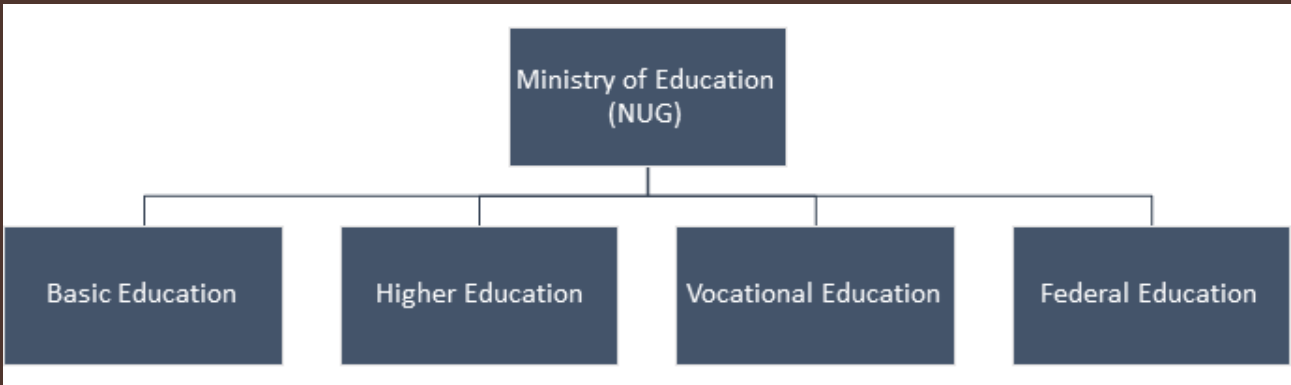 Ministry of Education
(NUG)
Basic Education
Higher Education
Vocational Education
Federal Education